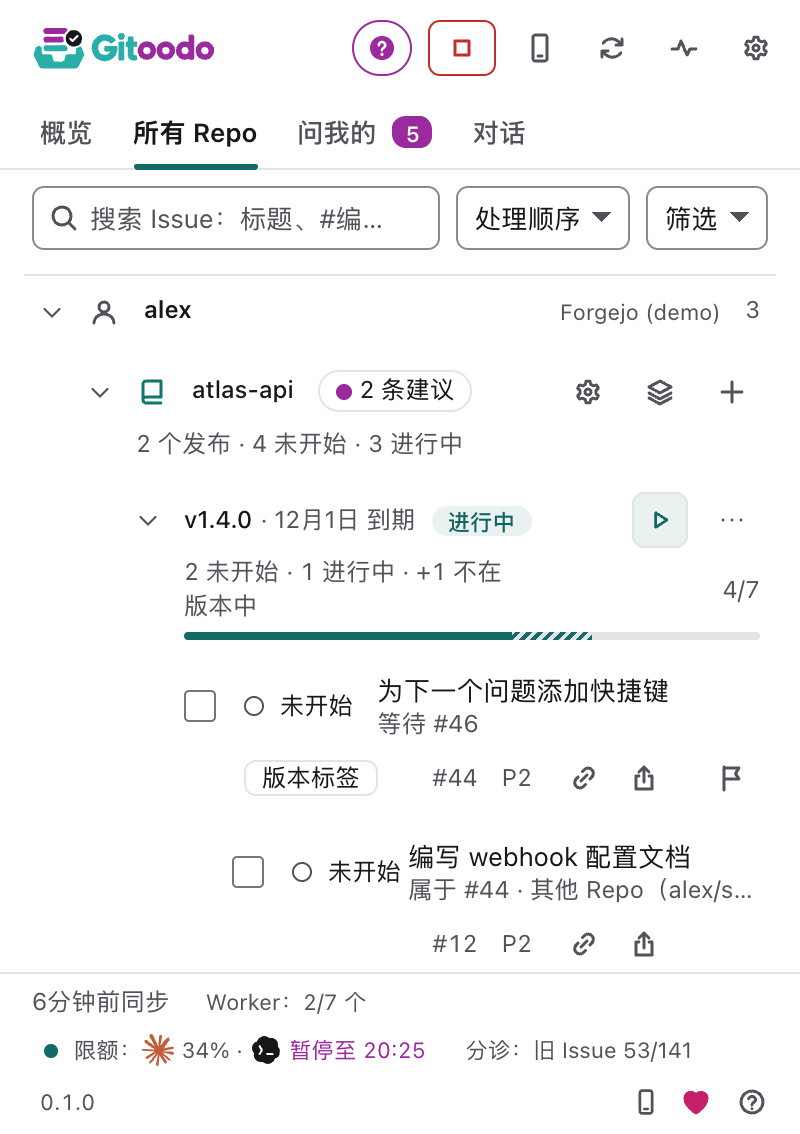 Gitoodo
概览 所有 Repo 问我的 5 对话
搜索 Issue：标题、#编... 处理顺序 筛选
alex Forgejo (demo) 3
atlas-api 2 条建议
2 个发布 · 4 未开始 · 3 进行中
v1.4.0 · 12月1日 到期 进行中 ...
2 未开始 · 1 进行中 · +1 不在
版本中 4/7
未开始 为下一个问题添加快捷键
等待 #46
版本标签 #44 P2
未开始 编写 webhook 配置文档
属于 #44 · 其他 Repo（alex/s...
#12 P2
6分钟前同步 Worker：2/7 个
限额： 34% · 暂停至 20:25 分诊：旧 Issue 53/141
0.1.0